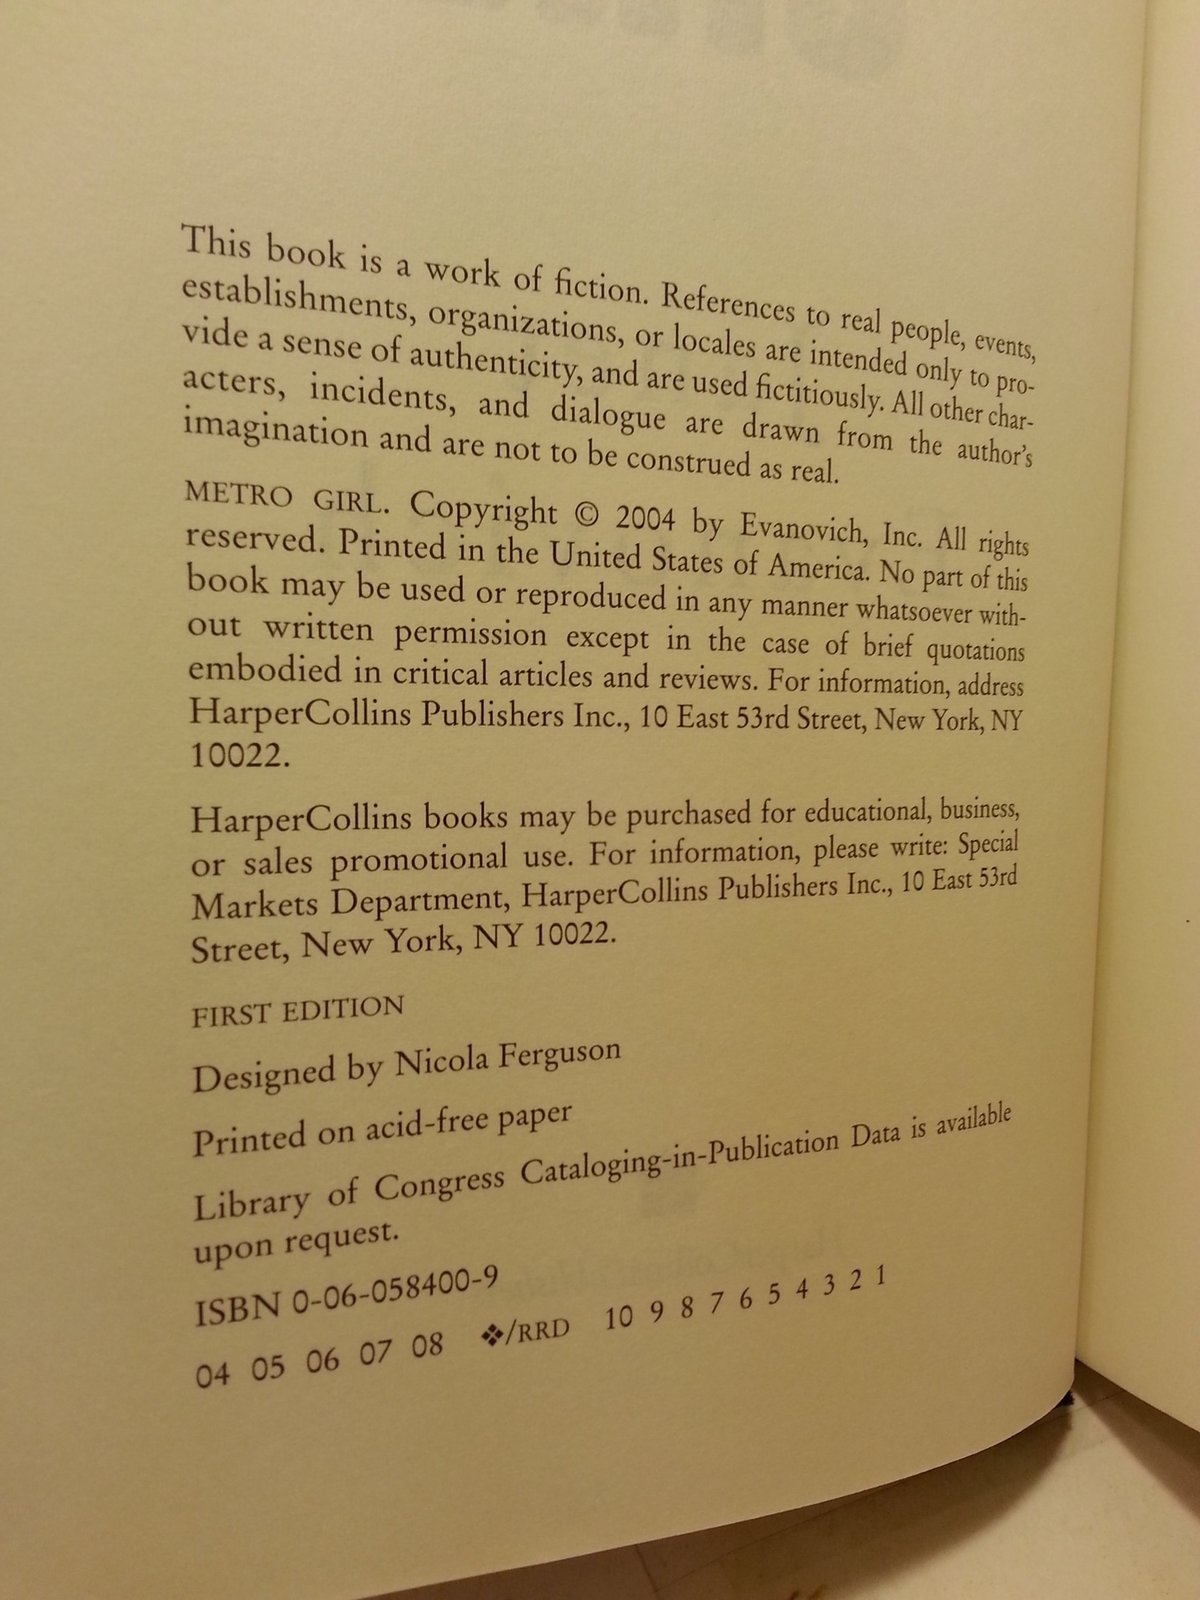 This book is a work of fiction. References to real people, events,
establishments, organizations, or locales are intended only to pro-
vide a sense of authenticity, and are used fictitiously. All other char-
acters, incidents, and dialogue are drawn from the author's
imagination and are not to be construed as real.
METRO GIRL. Copyright © 2004 by Evanovich, Inc. All rights
reserved. Printed in the United States of America. No part of this
book may be used or reproduced in any manner whatsoever with-
out written permission except in the case of brief quotations
embodied in critical articles and reviews. For information, address
HarperCollins Publishers Inc., 10 East 53rd Street, New York, NY
10022.
HarperCollins books may be purchased for educational, business,
or sales promotional use. For information, please write: Special
Markets Department, HarperCollins Publishers Inc., 10 East 53rd
Street, New York, NY 10022.
FIRST EDITION
Designed by Nicola Ferguson
Printed on acid-free paper
Library of Congress Cataloging-in-Publication Data is available
upon request.
ISBN 0-06-058400-9
04 05 06 07 08 ❖/RRD 10 9 8 7 6 5 4 3 2 1